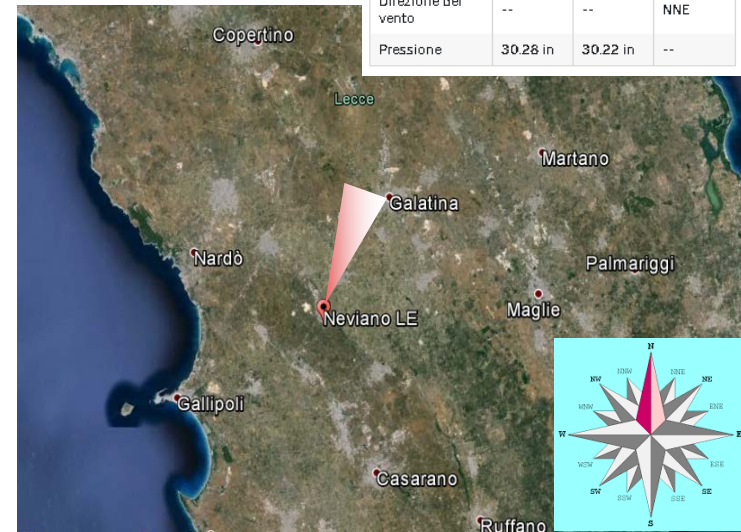 Direzione del
vento
--
--
NNE
Pressione
30.28 in
30.22 in
--
Copertino
Lecce
Martano
Galatina
Nardò
Palmariggi
Maglie
Neviano LE
Gallipoli
Casarano
Ruffano
N
NNW
NNE
NW
NE
WNW
ENE
W
E
WSW
ESE
SW
SE
SSW
SSE
S